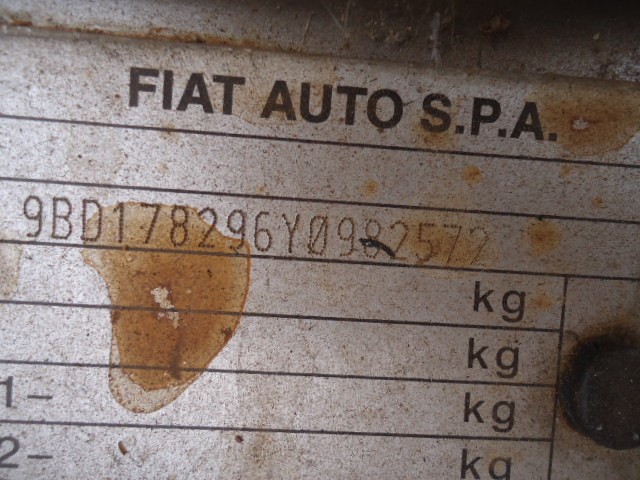 FIAT AUTO S.P.A.
9BD178296Y0982572
kg
kg
1- kg
2- kg